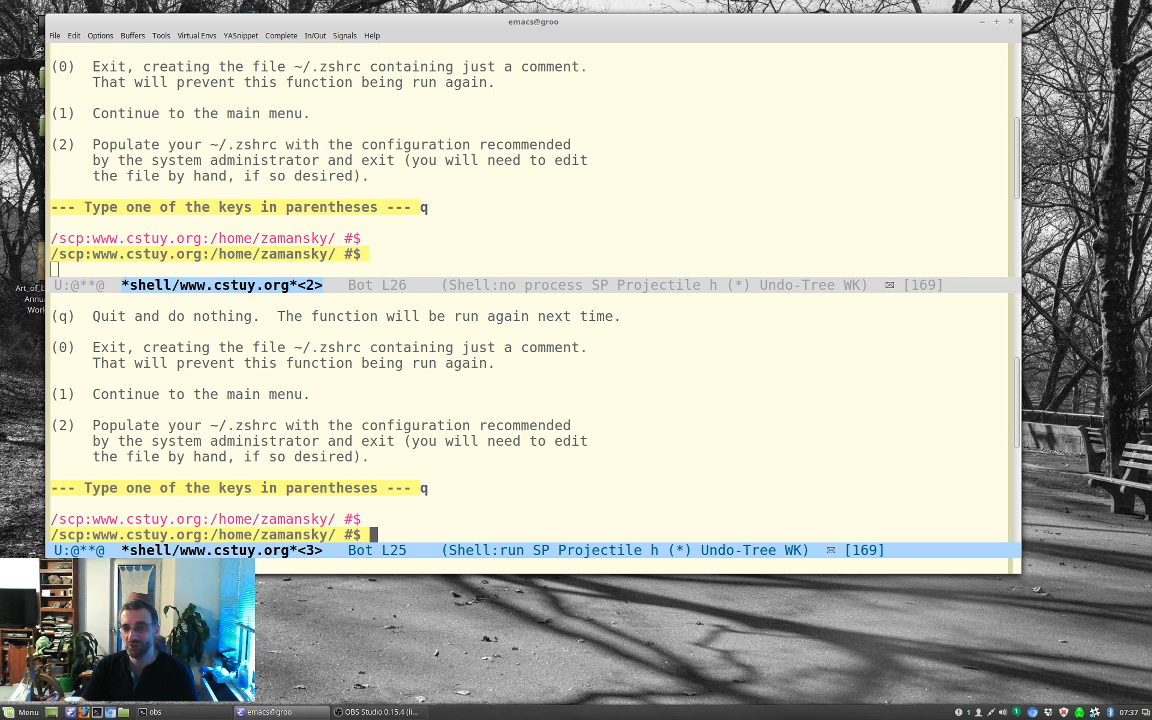 emacs@groo
File Edit Options Buffers Tools Virtual Envs YASnippet Complete In/Out Signals Help
(0) Exit, creating the file ~/.zshrc containing just a comment.
That will prevent this function being run again.
(1) Continue to the main menu.
(2) Populate your ~/.zshrc with the configuration recommended
by the system administrator and exit (you will need to edit
the file by hand, if so desired).
--- Type one of the keys in parentheses --- q
/scp:www.cstuy.org:/home/zamansky/ #$
/scp:www.cstuy.org:/home/zamansky/ #$
U:@**@ *shell/www.cstuy.org*<2> Bot L26 (Shell:no process SP Projectile h (*) Undo-Tree WK) [169]
(q) Quit and do nothing. The function will be run again next time.
(0) Exit, creating the file ~/.zshrc containing just a comment.
That will prevent this function being run again.
(1) Continue to the main menu.
(2) Populate your ~/.zshrc with the configuration recommended
by the system administrator and exit (you will need to edit
the file by hand, if so desired).
--- Type one of the keys in parentheses --- q
/scp:www.cstuy.org:/home/zamansky/ #$
/scp:www.cstuy.org:/home/zamansky/ #$
U:@**@ *shell/www.cstuy.org*<3> Bot L25 (Shell:run SP Projectile h (*) Undo-Tree WK) [169]
Art_of_L
Annu
Work
Menu obs emacs@groo OBS Studio 0.15.4 (li... 07:37